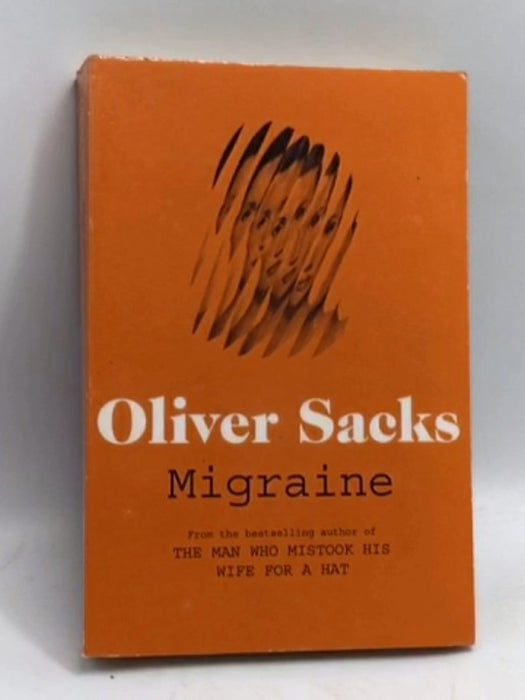 Oliver Sacks
Migraine
From the bestselling author of
THE MAN WHO MISTOOK HIS
WIFE FOR A HAT